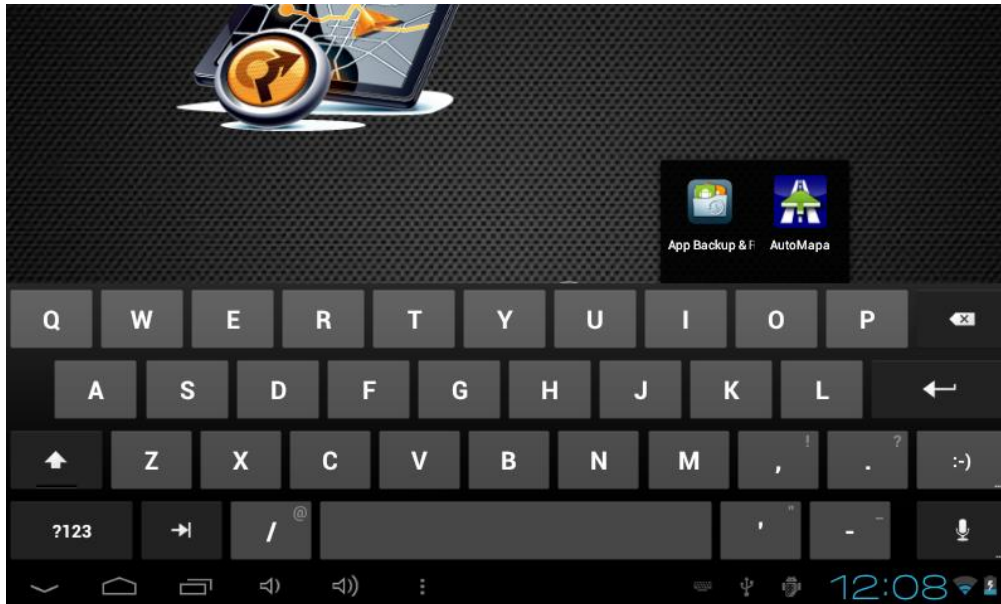 App Backup & F AutoMapa
Q W E R T Y U I O P
A S D F G H J K L
! ?
Z X C V B N M , . :-)
@ " _
?123 / ' -
12:08